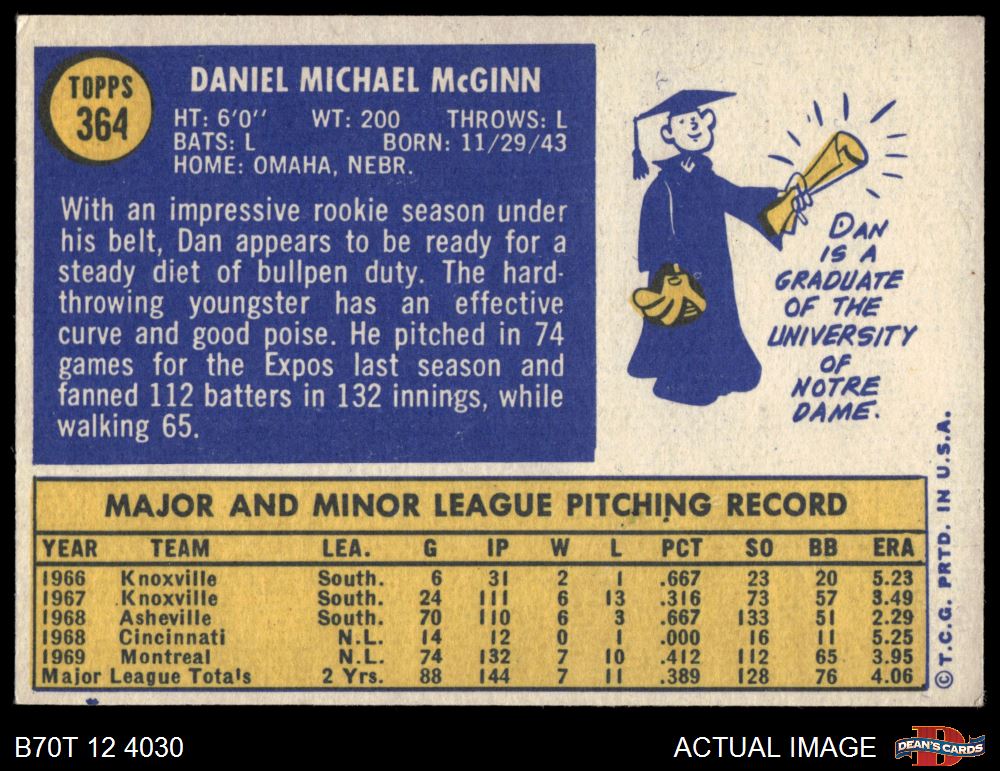 TOPPS
364
DANIEL MICHAEL McGINN
HT: 6'0" WT: 200 THROWS: L
BATS: L BORN: 11/29/43
HOME: OMAHA, NEBR.
With an impressive rookie season under
his belt, Dan appears to be ready for a
steady diet of bullpen duty. The hard-
throwing youngster has an effective
curve and good poise. He pitched in 74
games for the Expos last season and
fanned 112 batters in 132 innings, while
walking 65.
DAN
IS A
GRADUATE
OF THE
UNIVERSITY
OF
NOTRE
DAME.
MAJOR AND MINOR LEAGUE PITCHING RECORD
YEAR TEAM LEA. G IP W L PCT SO BB ERA
1966 Knoxville South. 6 31 2 1 .667 23 20 5.23
1967 Knoxville South. 24 111 6 13 .316 73 57 3.49
1968 Asheville South. 70 110 6 3 .667 133 51 2.29
1968 Cincinnati N.L. 14 12 0 1 .000 16 11 5.25
1969 Montreal N.L. 74 132 7 10 .412 112 65 3.95
Major League Totals 2 Yrs. 88 144 7 11 .389 128 76 4.06
©T.C.G. PRTD. IN U.S.A.
B70T 12 4030
ACTUAL IMAGE
D
DEAN'S CARDS